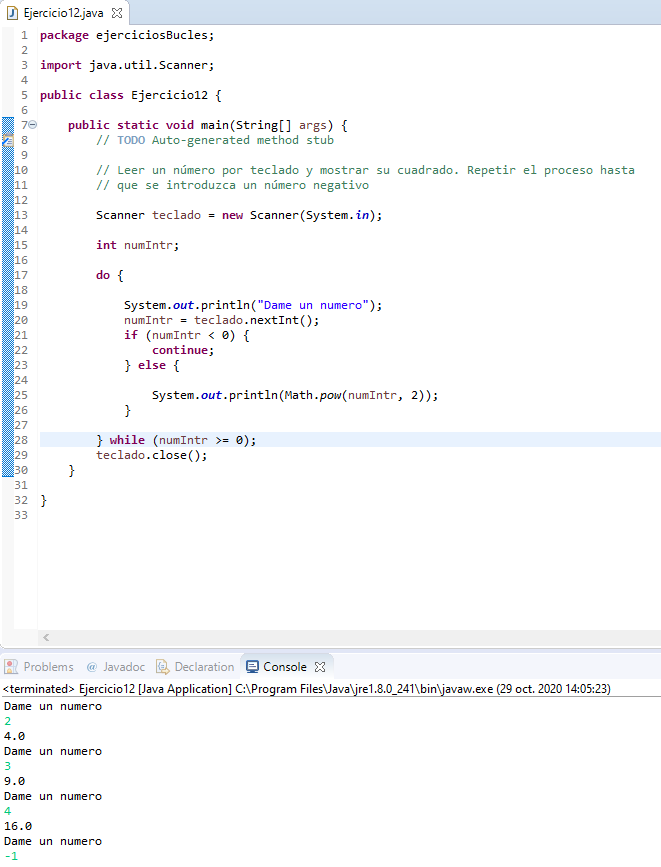 Ejercicio12.java
1 package ejerciciosBucles;
2
3 import java.util.Scanner;
4
5 public class Ejercicio12 {
6
7 public static void main(String[] args) {
8 // TODO Auto-generated method stub
9
10 // Leer un número por teclado y mostrar su cuadrado. Repetir el proceso hasta
11 // que se introduzca un número negativo
12
13 Scanner teclado = new Scanner(System.in);
14
15 int numIntr;
16
17 do {
18
19 System.out.println("Dame un numero");
20 numIntr = teclado.nextInt();
21 if (numIntr < 0) {
22 continue;
23 } else {
24
25 System.out.println(Math.pow(numIntr, 2));
26 }
27
28 } while (numIntr >= 0);
29 teclado.close();
30 }
31
32 }
33
Problems @ Javadoc Declaration Console
<terminated> Ejercicio12 [Java Application] C:\Program Files\Java\jre1.8.0_241\bin\javaw.exe (29 oct. 2020 14:05:23)
Dame un numero
2
4.0
Dame un numero
3
9.0
Dame un numero
4
16.0
Dame un numero
-1